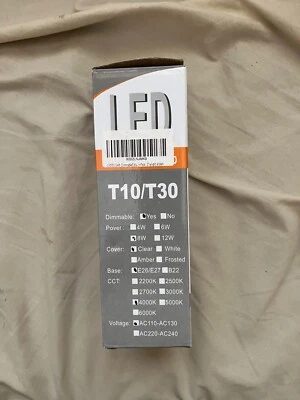 LED
T10/T30
Dimmable: Yes No
Power: 4W 6W
8W 12W
Cover: Clear White
Amber Frosted
Base: E26/E27 B22
CCT: 2200K 2500K
2700K 3000K
4000K 5000K
6000K
Voltage: AC110-AC130
AC220-AC240